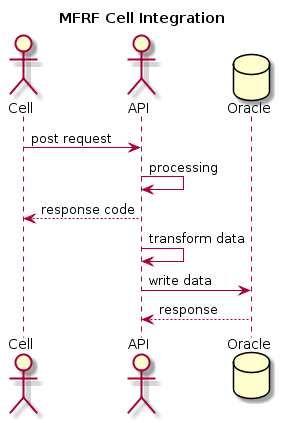 MFRF Cell Integration
Cell
API
Oracle
post request
processing
response code
transform data
write data
response
Cell
API
Oracle